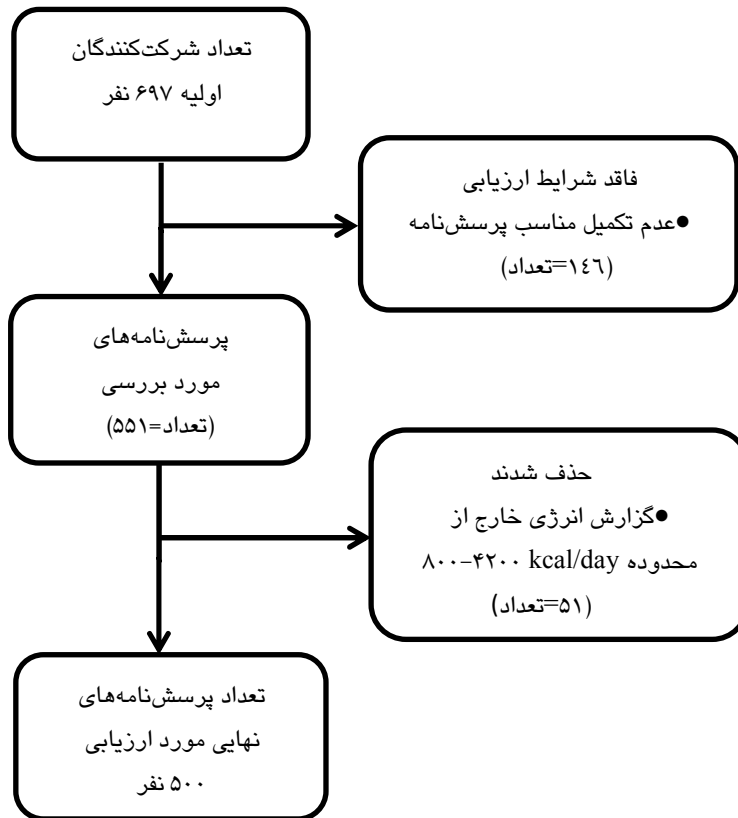 تعداد شرکت‌کنندگان
اولیه ۶۹۷ نفر
فاقد شرایط ارزیابی
●عدم تکمیل مناسب پرسش‌نامه
(١٤٦=تعداد)
پرسش‌نامه‌های
مورد بررسی
(تعداد=۵۵۱)
حذف شدند
●گزارش انرژی خارج از
محدوده ۸۰۰-۴۲۰۰ kcal/day
(۵۱=تعداد)
تعداد پرسش‌نامه‌های
نهایی مورد ارزیابی
۵۰۰ نفر